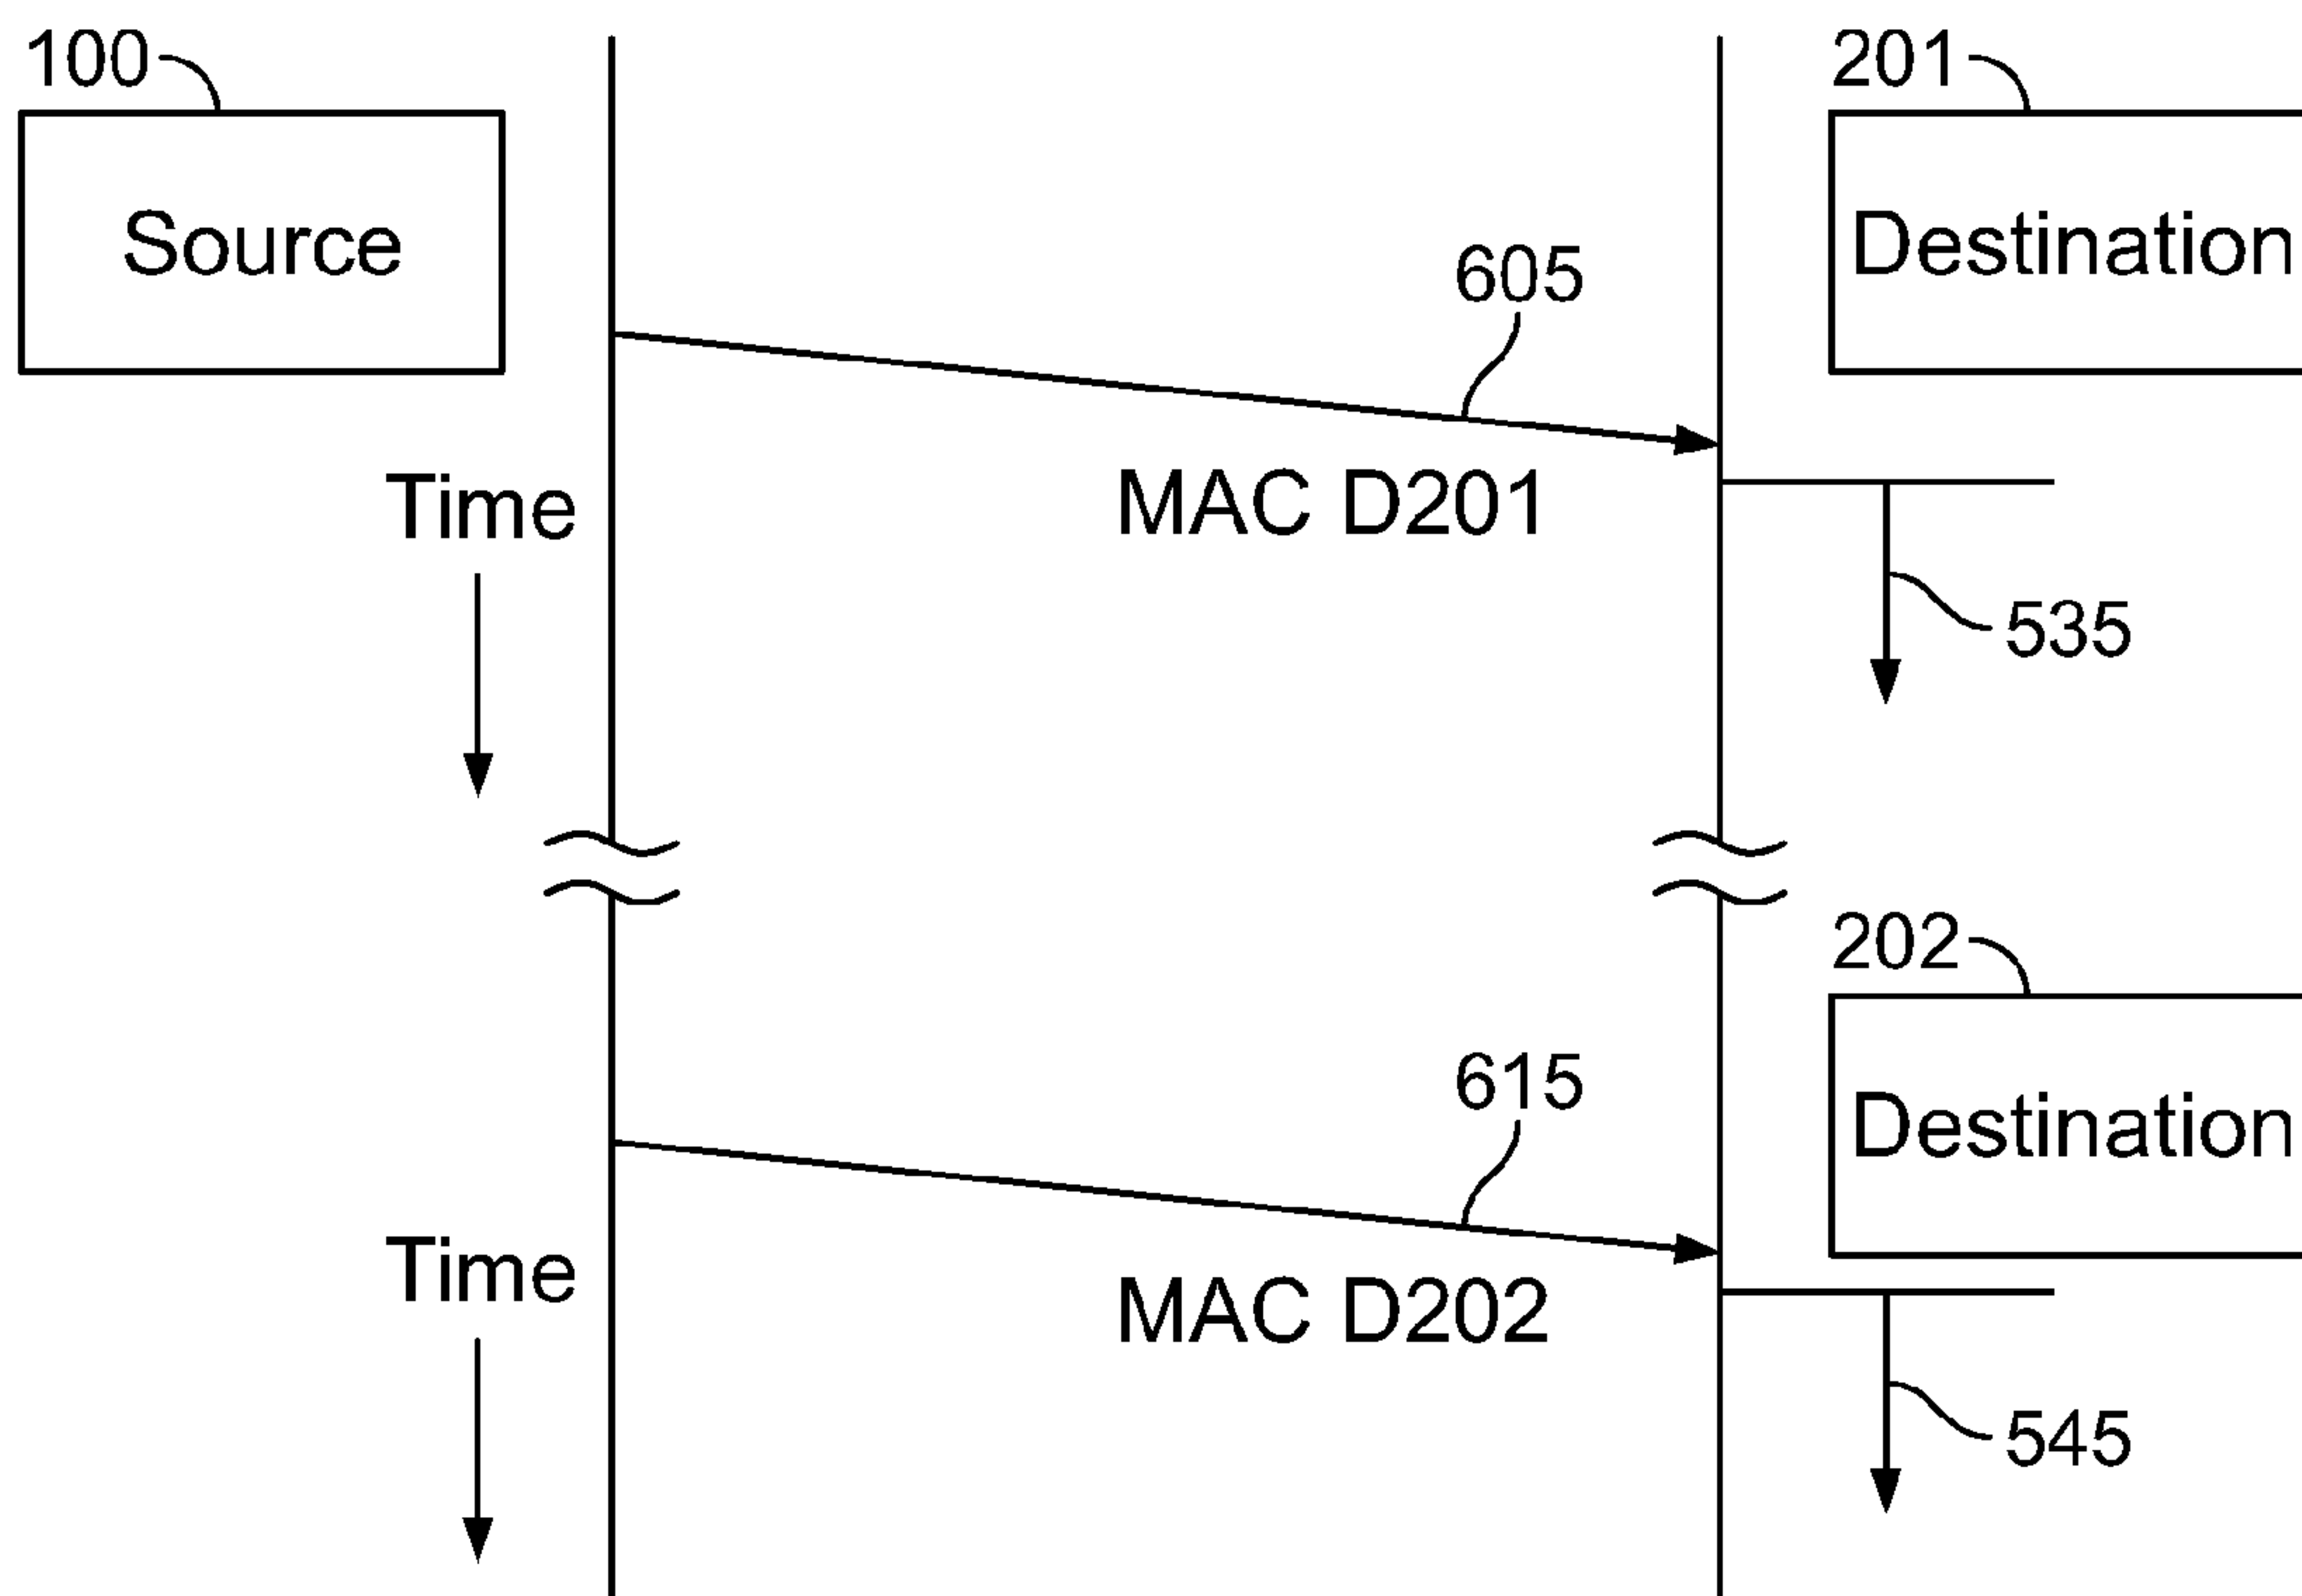 100
201
Source
Destination
605
Time
MAC D201
535
202
Destination
615
Time
MAC D202
545